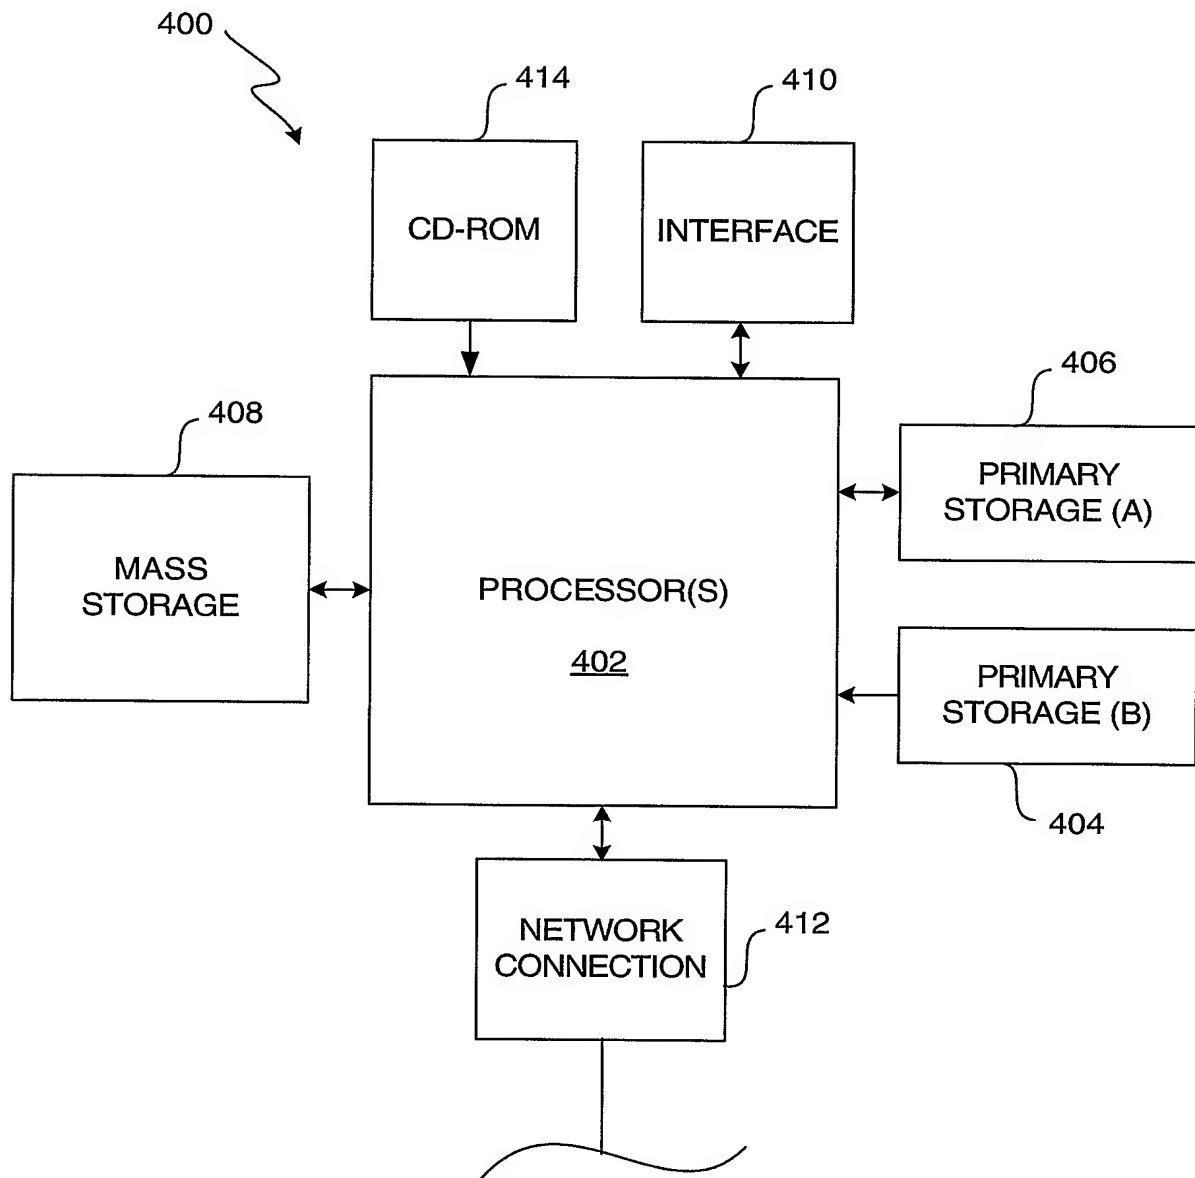 400
414
410
CD-ROM
INTERFACE
406
408
PRIMARY
STORAGE (A)
MASS
STORAGE
PROCESSOR(S)
402
PRIMARY
STORAGE (B)
404
NETWORK
CONNECTION
412